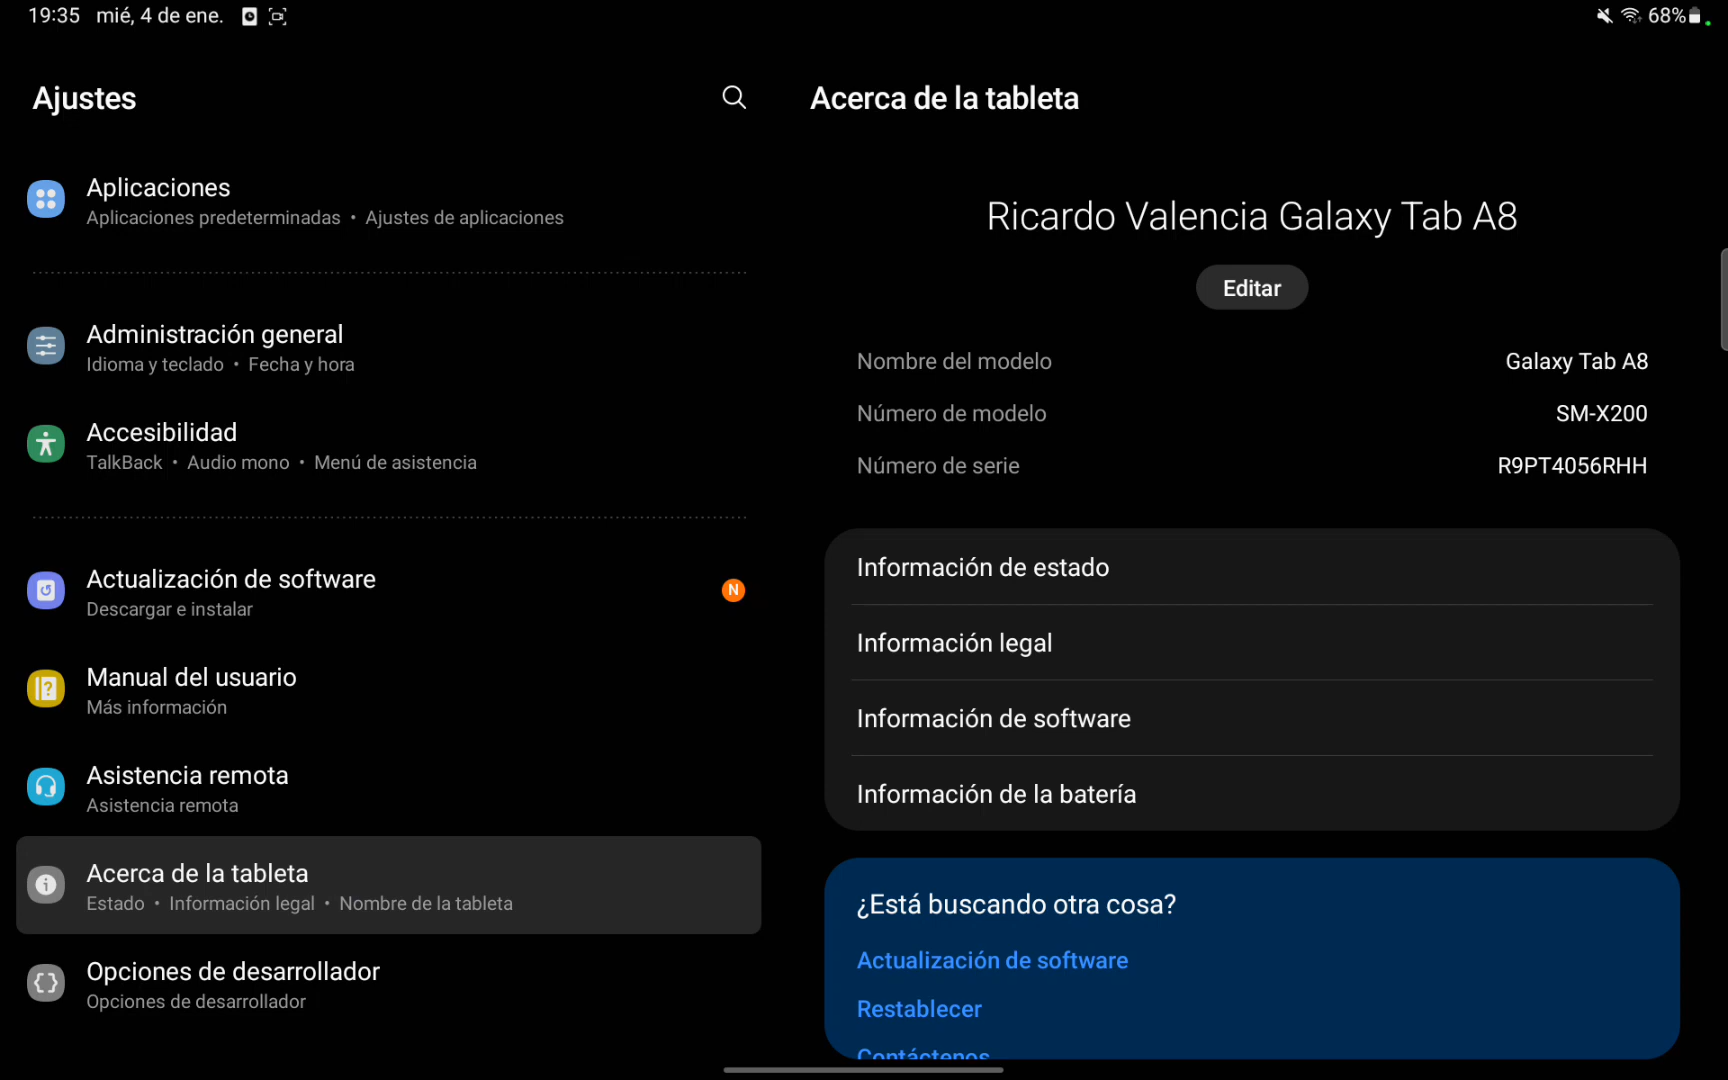 19:35 mié, 4 de ene.
68%
Ajustes
Aplicaciones
Aplicaciones predeterminadas • Ajustes de aplicaciones
Administración general
Idioma y teclado • Fecha y hora
Accesibilidad
TalkBack • Audio mono • Menú de asistencia
Actualización de software
N
Descargar e instalar
Manual del usuario
Más información
Asistencia remota
Asistencia remota
Acerca de la tableta
Estado • Información legal • Nombre de la tableta
Opciones de desarrollador
Opciones de desarrollador
Acerca de la tableta
Ricardo Valencia Galaxy Tab A8
Editar
Nombre del modelo Galaxy Tab A8
Número de modelo SM-X200
Número de serie R9PT4056RHH
Información de estado
Información legal
Información de software
Información de la batería
¿Está buscando otra cosa?
Actualización de software
Restablecer
Contáctenos